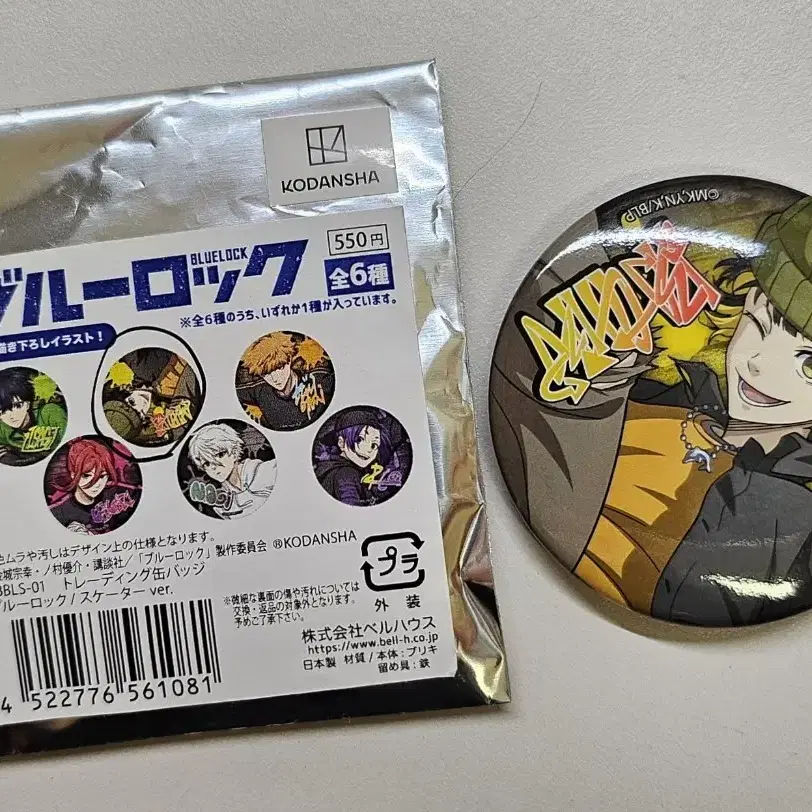 KODANSHA
ブルーロック
BLUELOCK
550円
全6種
※全6種のうち、いずれか1種が入っています。
描き下ろしイラスト!
NAGI
色ムラや汚しはデザイン上の仕様となります。
金城宗幸・ノ村優介・講談社/「ブルーロック」製作委員会 ®KODANSHA
BBLS-01 トレーディング缶バッジ
ブルーロック/スケーター ver.
※微細な裏面の傷や汚れについては
交換・返品の対象外となります。
予めご了承下さい。
プラ
外 装
株式会社ベルハウス
https://www.bell-h.co.jp
日本製 材質/本体:ブリキ
留め具:鉄
4 522776 561081
©MK,YN,K/BLP